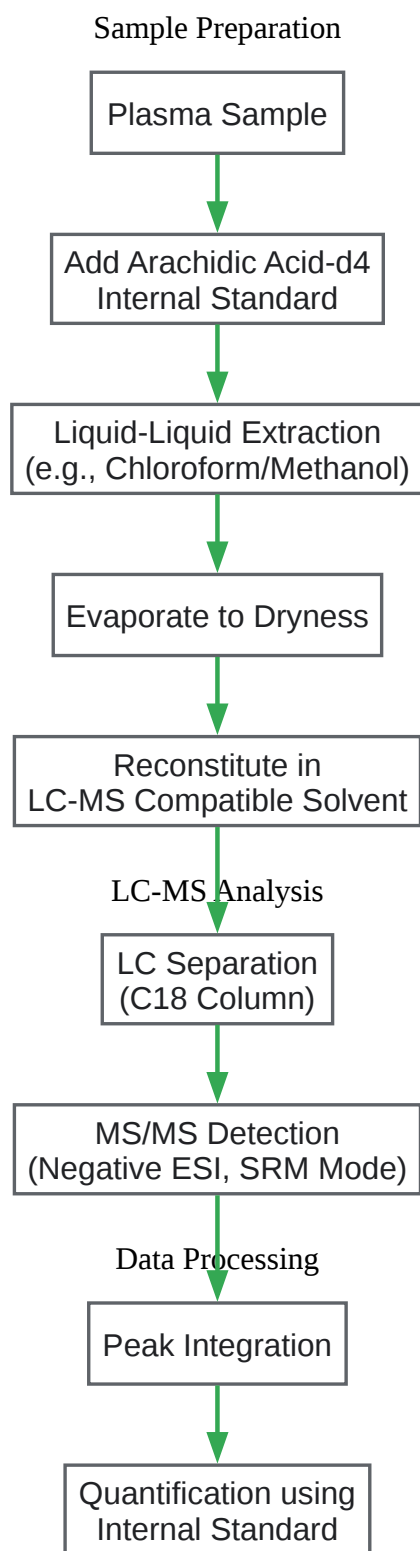 Sample Preparation
Plasma Sample
Add Arachidic Acid-d4
Internal Standard
Liquid-Liquid Extraction
(e.g., Chloroform/Methanol)
Evaporate to Dryness
Reconstitute in
LC-MS Compatible Solvent
LC-MS Analysis
LC Separation
(C18 Column)
MS/MS Detection
(Negative ESI, SRM Mode)
Data Processing
Peak Integration
Quantification using
Internal Standard